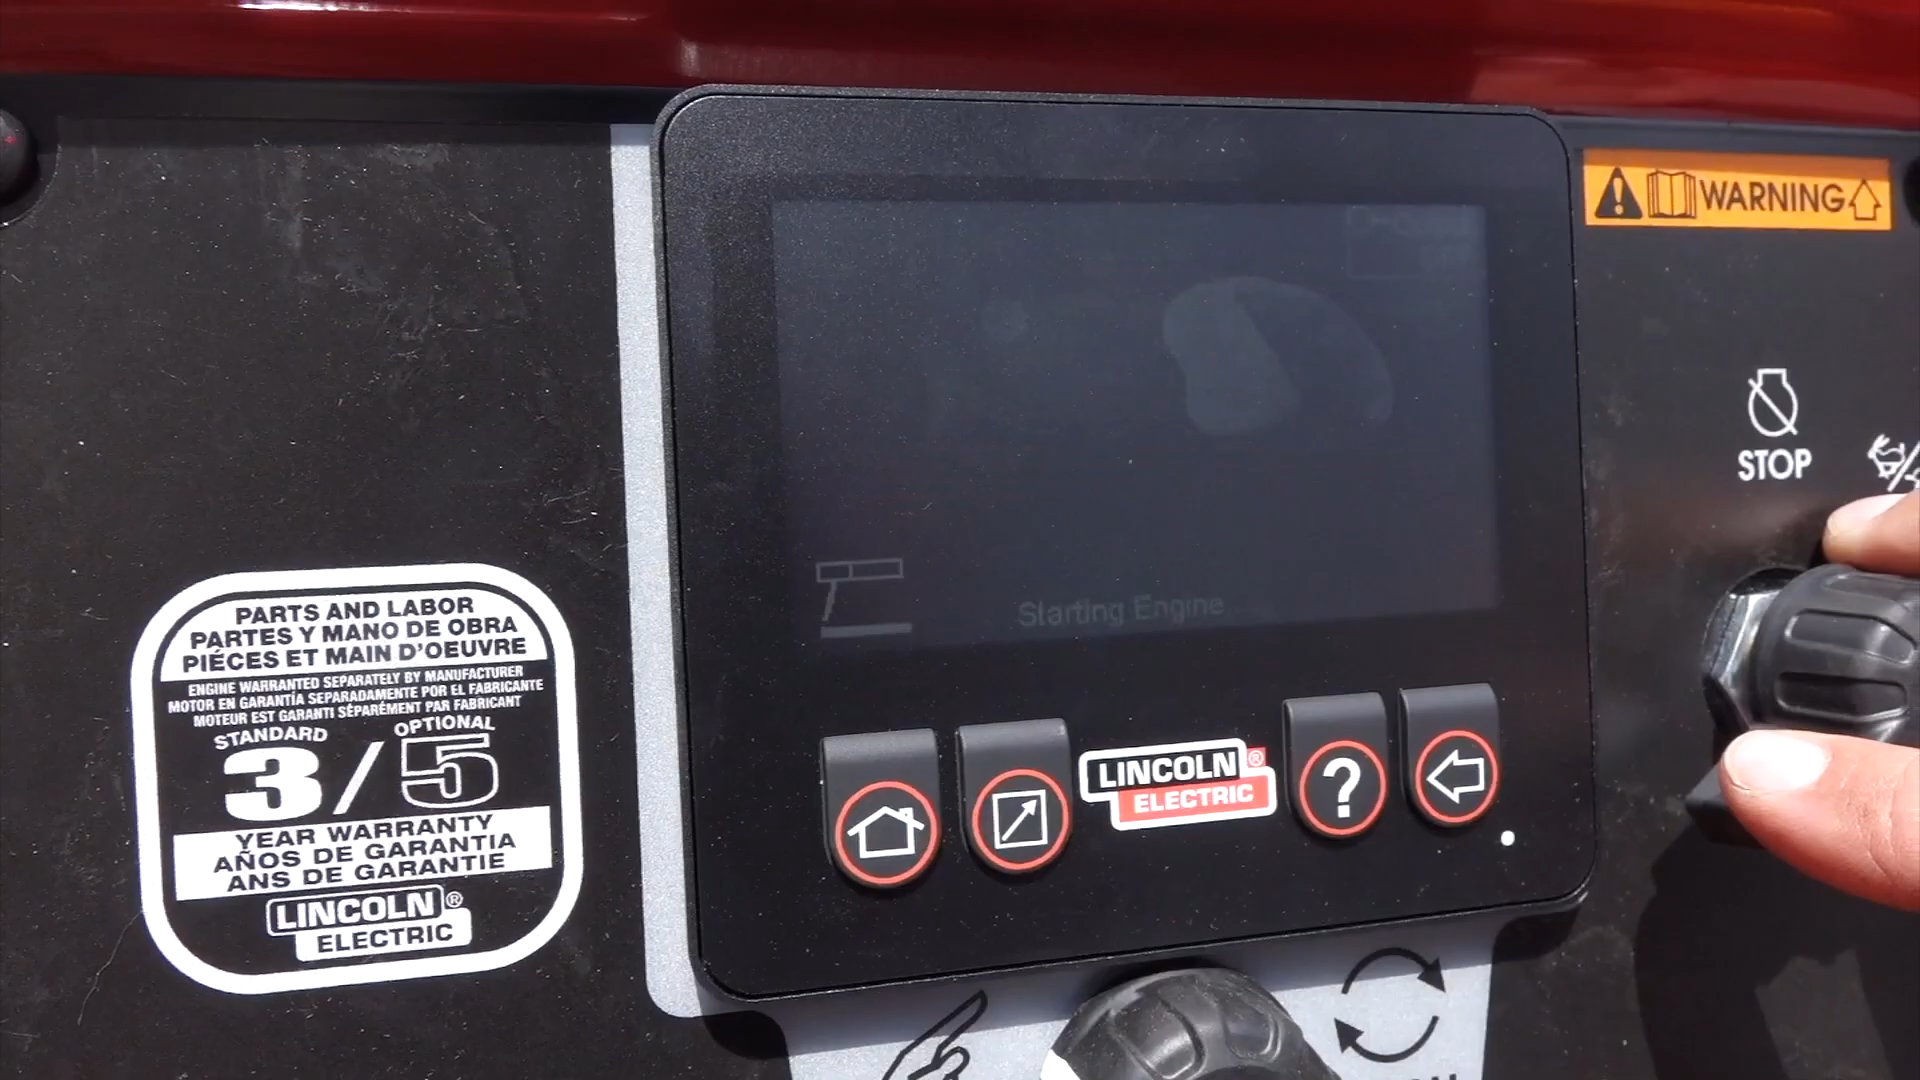 WARNING
STOP
Starting Engine
PARTS AND LABOR
PARTES Y MANO DE OBRA
PIÉCES ET MAIN D'OEUVRE
ENGINE WARRANTED SEPARATELY BY MANUFACTURER
MOTOR EN GARANTÍA SEPARADAMENTE POR EL FABRICANTE
MOTEUR EST GARANTI SÉPARÉMENT PAR FABRICANT
STANDARD OPTIONAL
3/5
YEAR WARRANTY
AÑOS DE GARANTIA
ANS DE GARANTIE
LINCOLN®
ELECTRIC
LINCOLN®
ELECTRIC
?